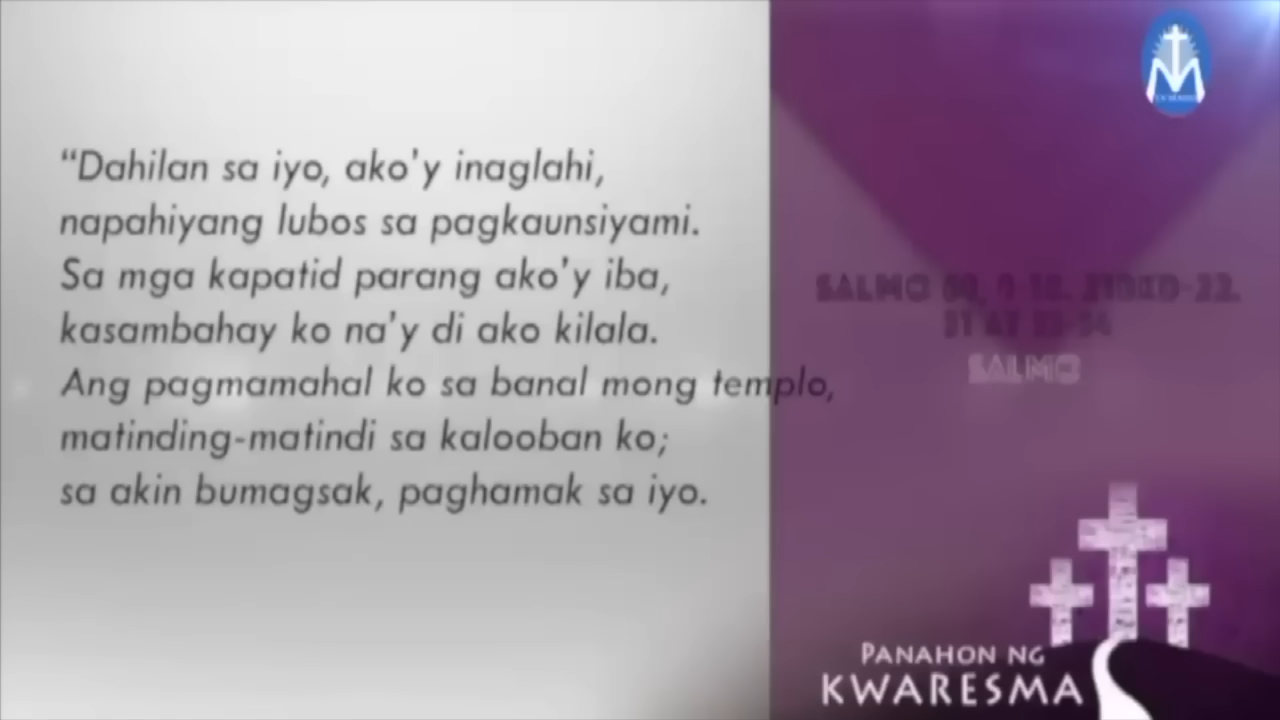 “Dahilan sa iyo, ako'y inaglahi,
napahiyang lubos sa pagkaunsiyami.
Sa mga kapatid parang ako'y iba,
kasambahay ko na'y di ako kilala.
Ang pagmamahal ko sa banal mong templo,
matinding-matindi sa kalooban ko;
sa akin bumagsak, paghamak sa iyo.
SALMO
SALMO
PANAHON NG
KWARESMA